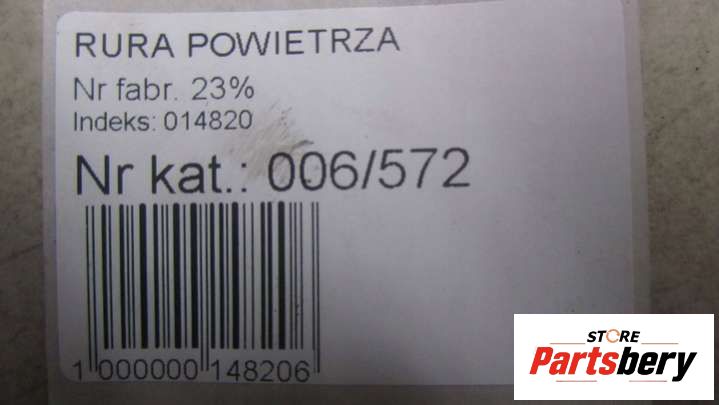 RURA POWIETRZA
Nr fabr. 23%
Indeks: 014820
Nr kat.: 006/572
1 000000 148206
STORE
Partsbery